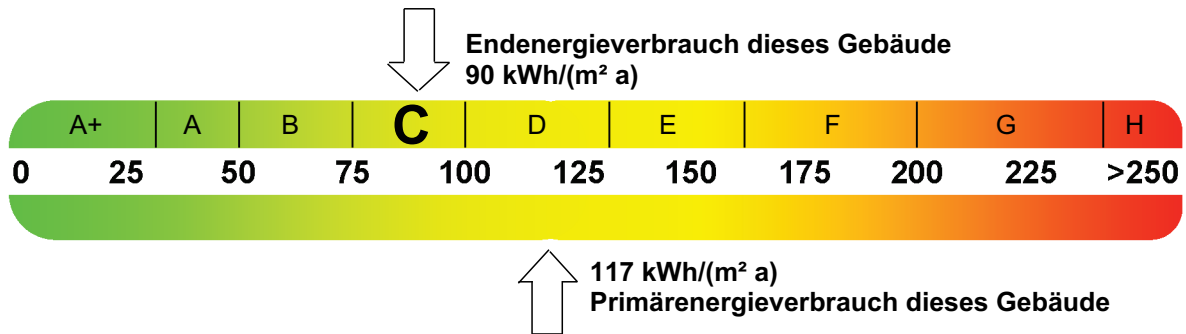 Endenergieverbrauch dieses Gebäude
90 kWh/(m² a)
A+ A B C D E F G H
0 25 50 75 100 125 150 175 200 225 >250
117 kWh/(m² a)
Primärenergieverbrauch dieses Gebäude